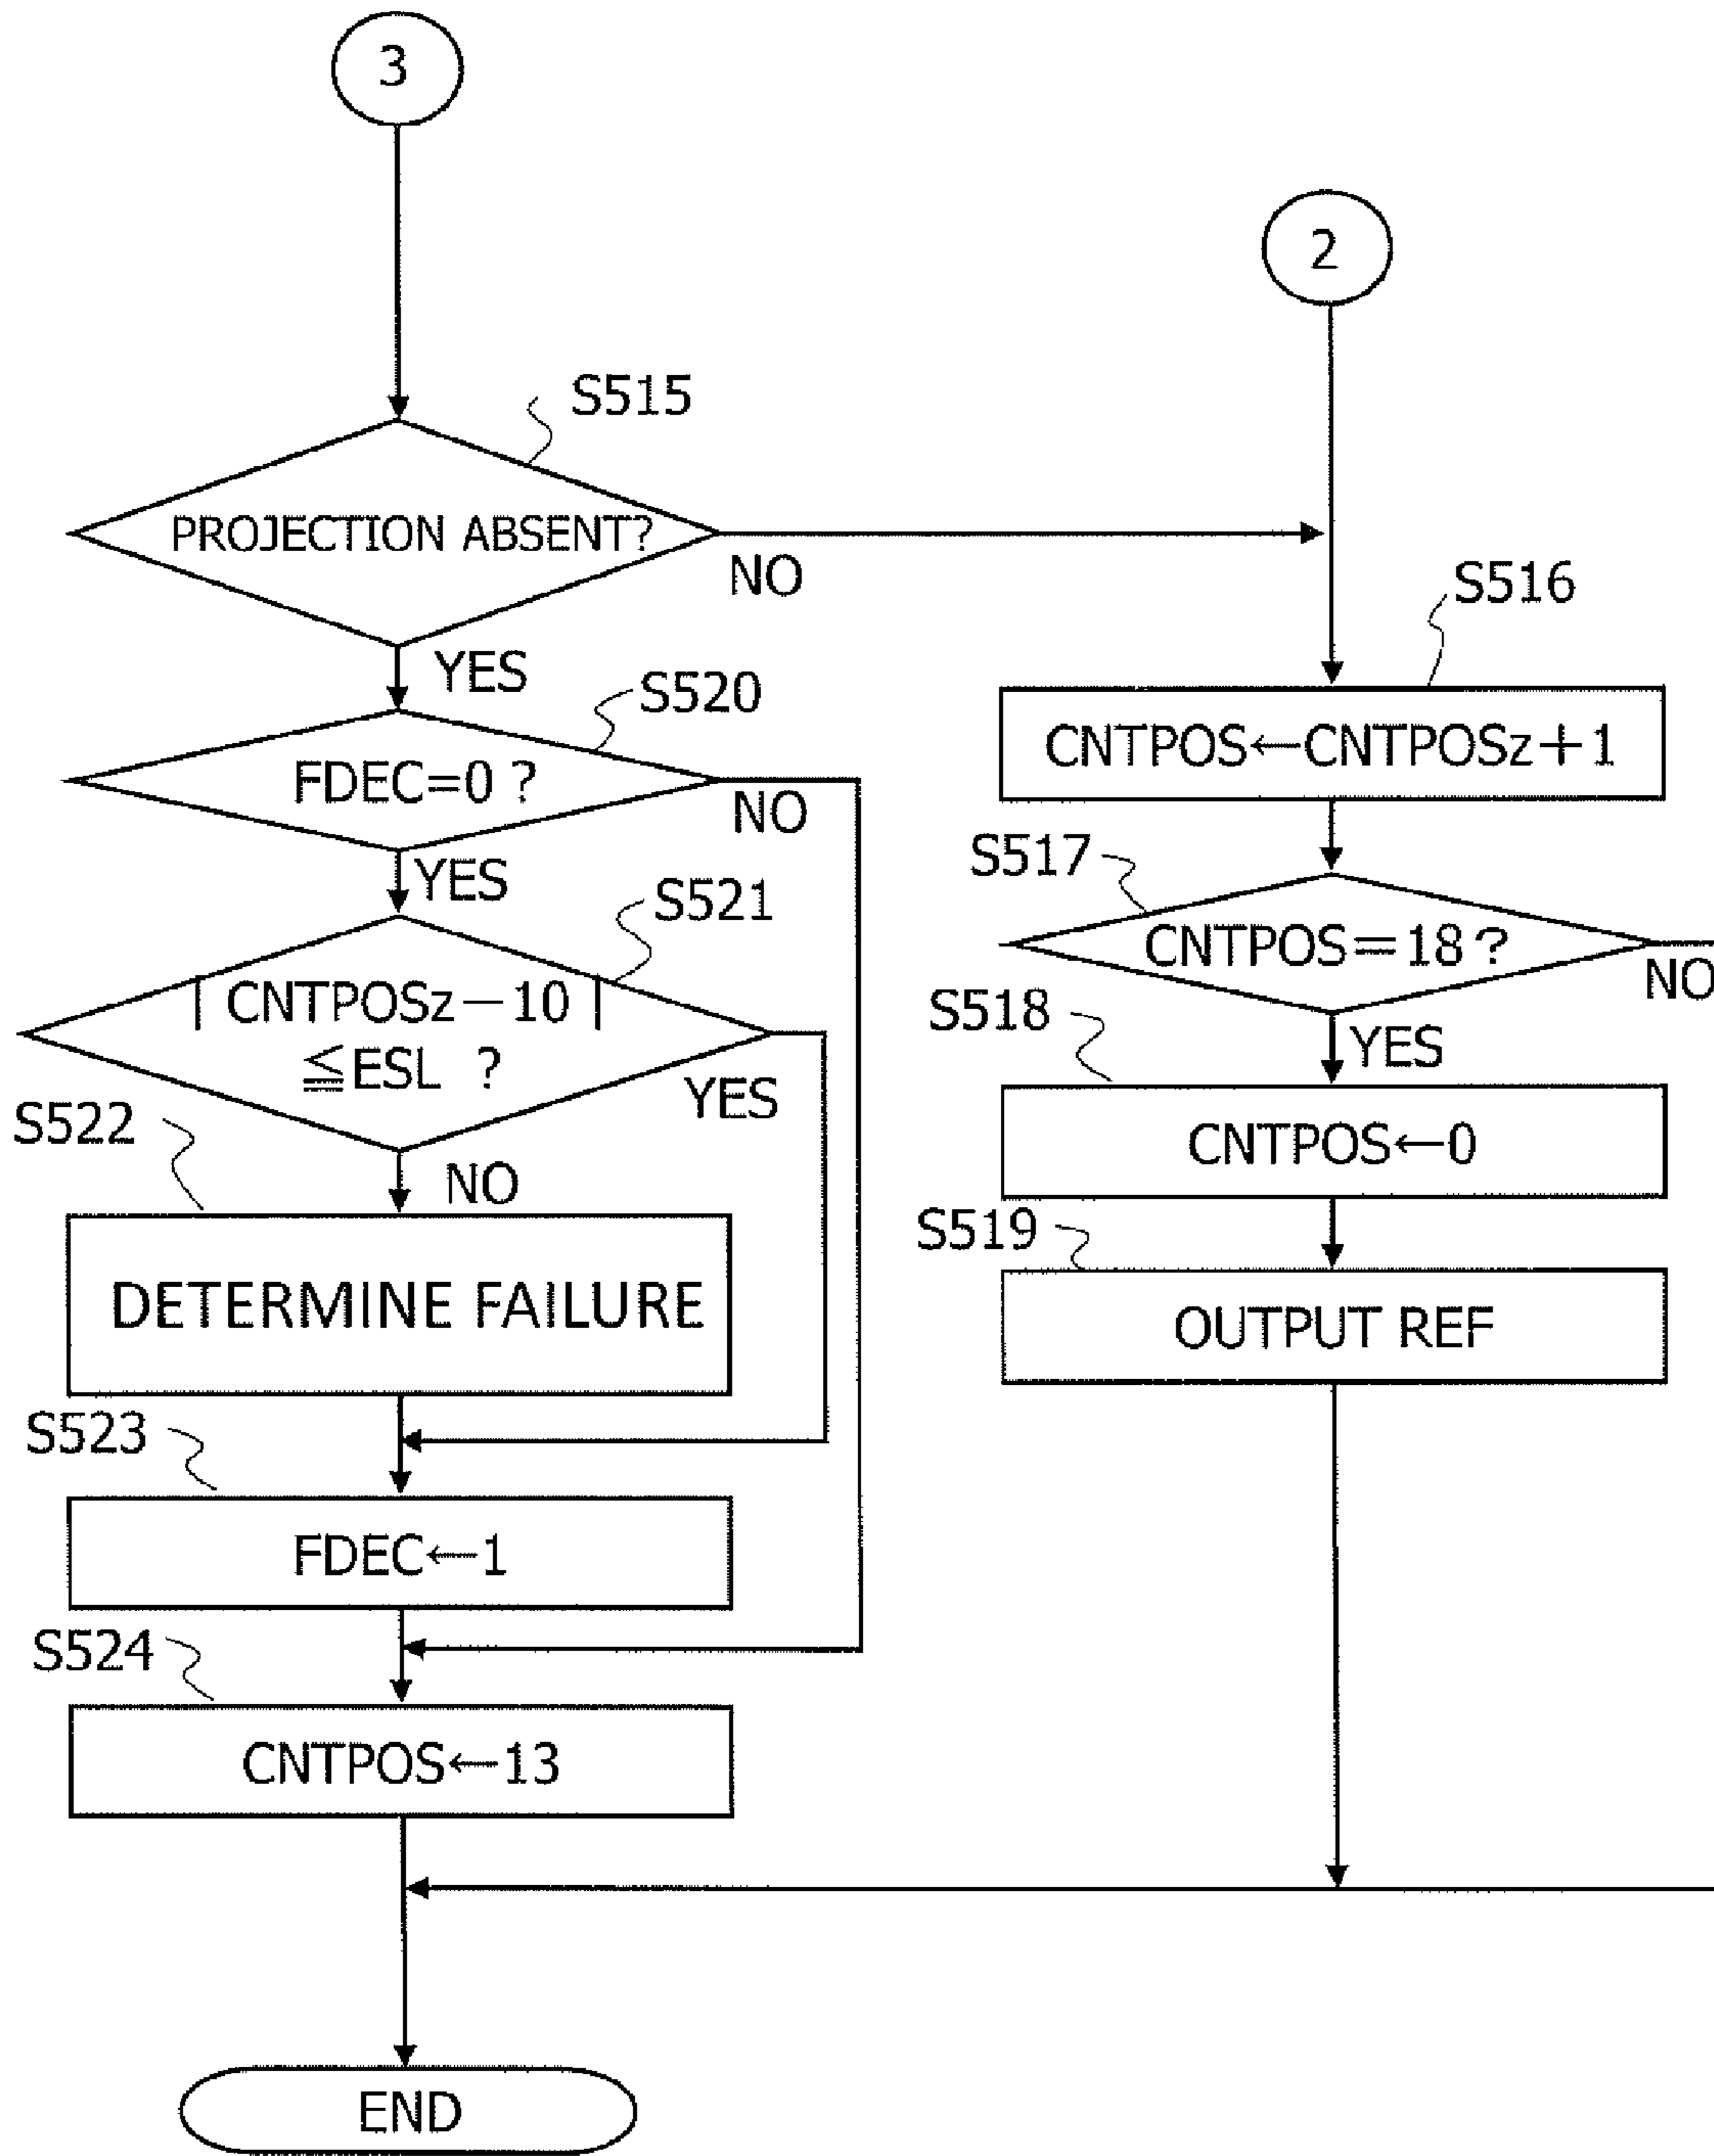 3
2
S515
PROJECTION ABSENT?
NO
S516
YES
S520
CNTPOS←CNTPOSz+1
FDEC=0 ?
NO
S517
YES
S521
CNTPOS=18 ?
NO
| CNTPOSz−10 |
≦ESL ?
YES
S518
YES
S522
CNTPOS←0
NO
S519
DETERMINE FAILURE
OUTPUT REF
S523
FDEC←1
S524
CNTPOS←13
END